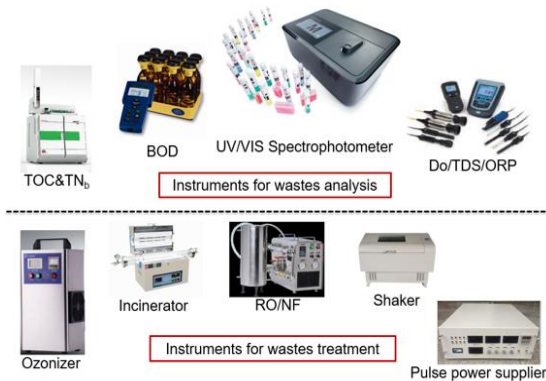 TOC&TNb
BOD
UV/VIS Spectrophotometer
Do/TDS/ORP
Instruments for wastes analysis
Ozonizer
Incinerator
RO/NF
Shaker
Instruments for wastes treatment
Pulse power supplier